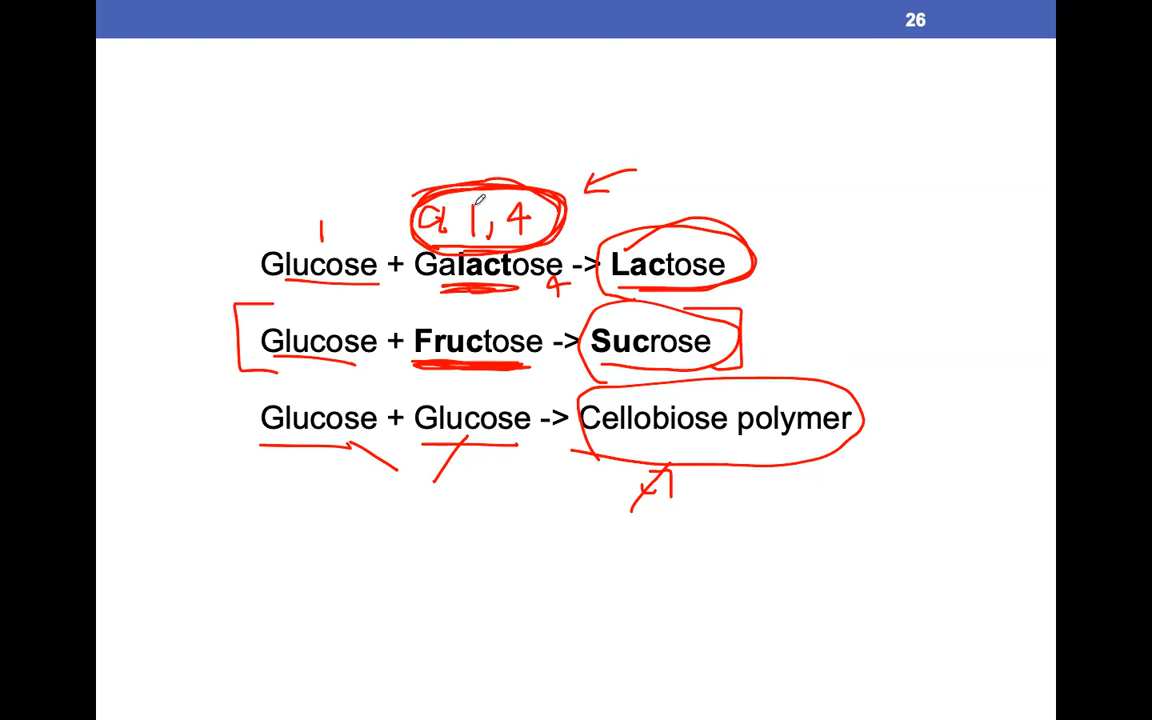 26
α 1, 4
1
Glucose + Galactose -> Lactose
4
Glucose + Fructose -> Sucrose
Glucose + Glucose -> Cellobiose polymer